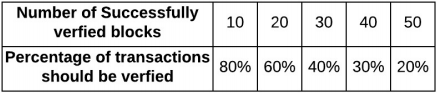 Number of Successfully
verfied blocks
10 20 30 40 50
Percentage of transactions
should be verfied
80% 60% 40% 30% 20%